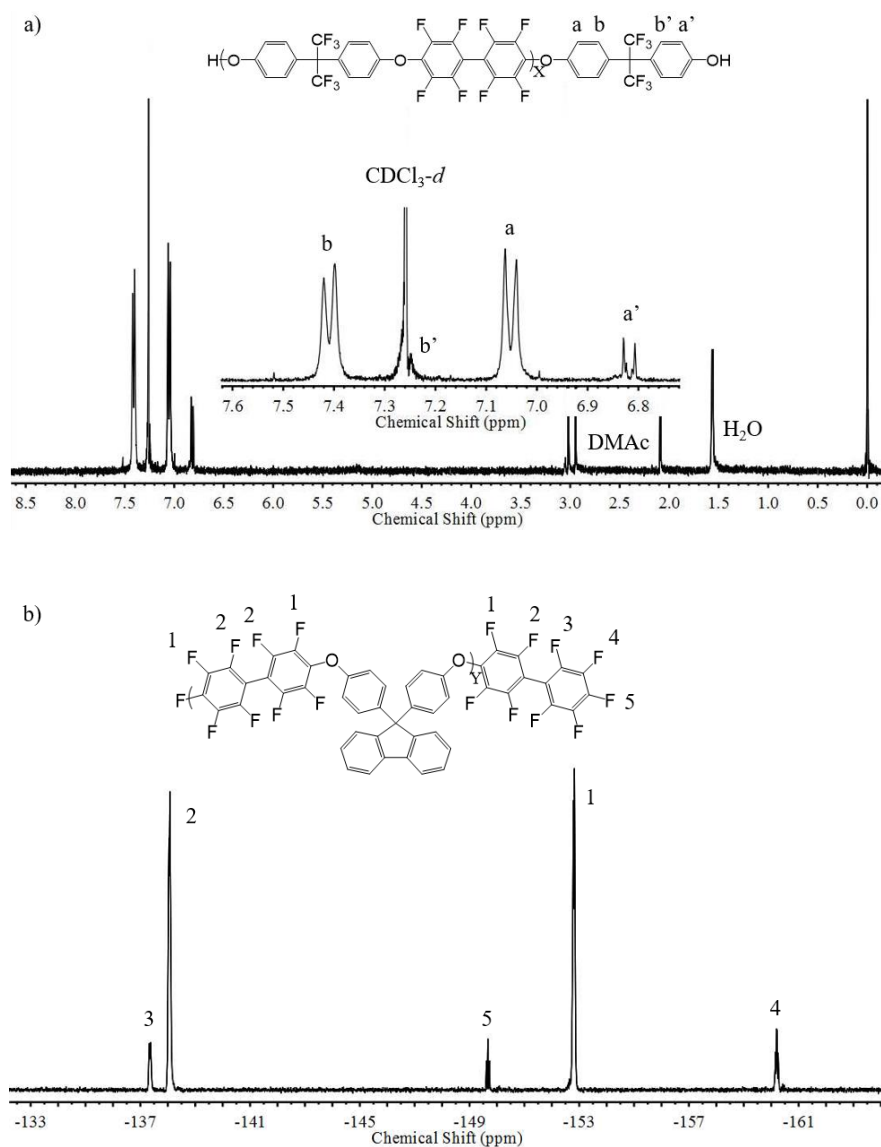 a)
F F F F
a b b' a'
H ( O CF3 CF3 O F F F F ) X O CF3 CF3 OH
CDCl3-d
b
a
b'
a'
7.6 7.5 7.4 7.3 7.2 7.1 7.0 6.9 6.8
Chemical Shift (ppm)
DMAc
H2O
8.5 8.0 7.5 7.0 6.5 6.0 5.5 5.0 4.5 4.0 3.5 3.0 2.5 2.0 1.5 1.0 0.5 0.0
Chemical Shift (ppm)
b)
1 2 2 1 1 2 3 4
F F F F F F F F
F ( F F F F O O ) Y F F F F F 5
2
1
3
5
4
-133 -137 -141 -145 -149 -153 -157 -161
Chemical Shift (ppm)